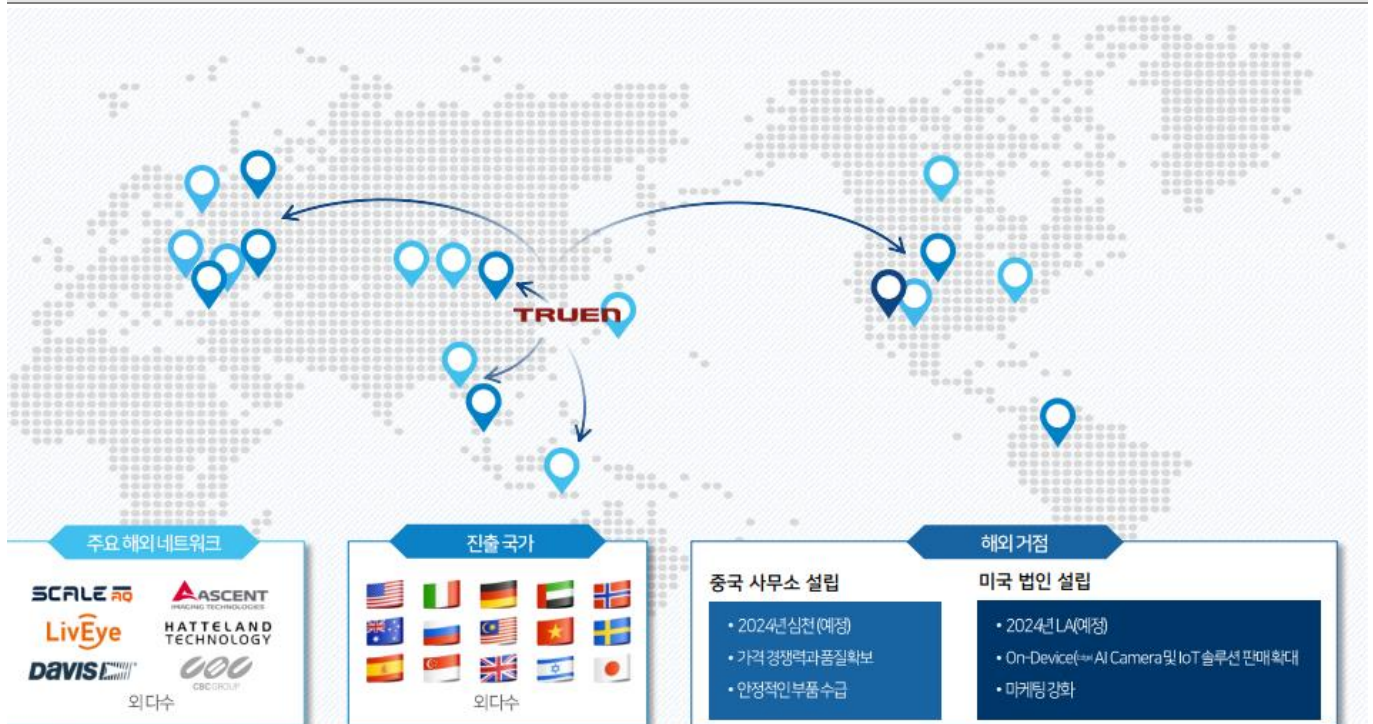 TRUEN
주요 해외 네트워크
SCALE AQ
ASCENT
IMAGING TECHNOLOGIES
LivEye
HATTELAND
TECHNOLOGY
DAVIS
CBC GROUP
외 다수
진출 국가
외 다수
해외 거점
중국 사무소 설립
• 2024년 심천 (예정)
• 가격 경쟁력과 품질 확보
• 안정적인 부품 수급
미국 법인 설립
• 2024년 LA(예정)
• On-Device AI Camera 및 IoT 솔루션 판매 확대
• 마케팅 강화